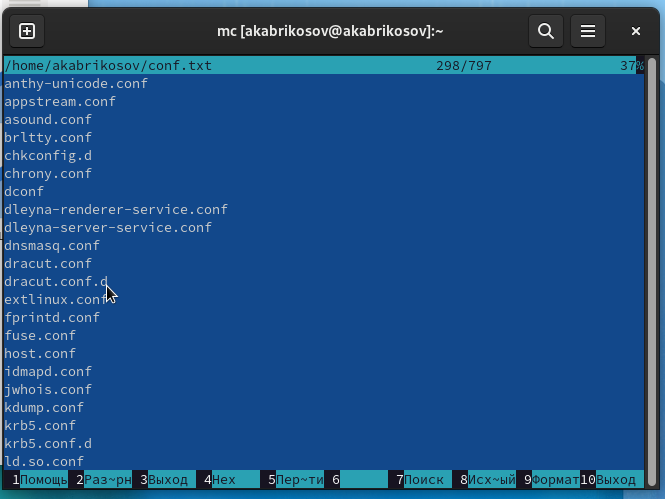 mc [akabrikosov@akabrikosov]:~
/home/akabrikosov/conf.txt 298/797 37%
anthy-unicode.conf
appstream.conf
asound.conf
brltty.conf
chkconfig.d
chrony.conf
dconf
dleyna-renderer-service.conf
dleyna-server-service.conf
dnsmasq.conf
dracut.conf
dracut.conf.d
extlinux.conf
fprintd.conf
fuse.conf
host.conf
idmapd.conf
jwhois.conf
kdump.conf
krb5.conf
krb5.conf.d
ld.so.conf
1Помощь 2Раз~рн 3Выход 4Hex 5Пер~ти 6 7Поиск 8Исх~ый 9Формат 10Выход